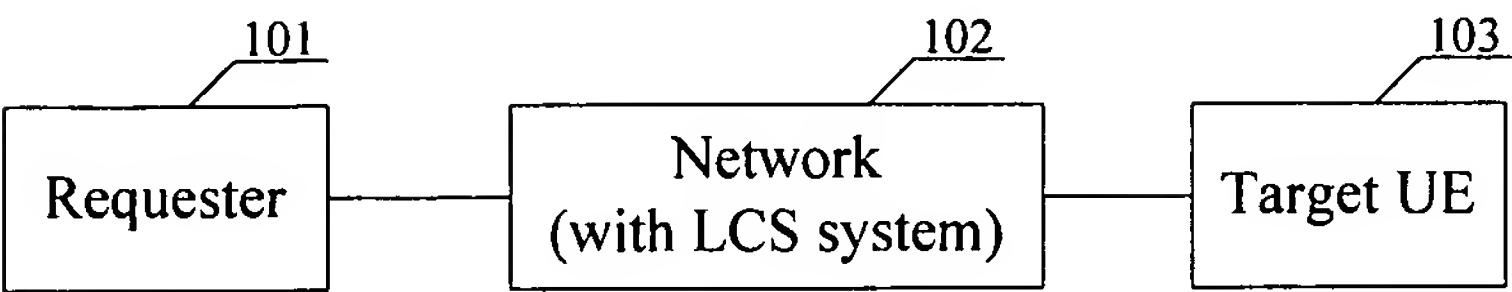 101
102
103
Requester
Network
(with LCS system)
Target UE